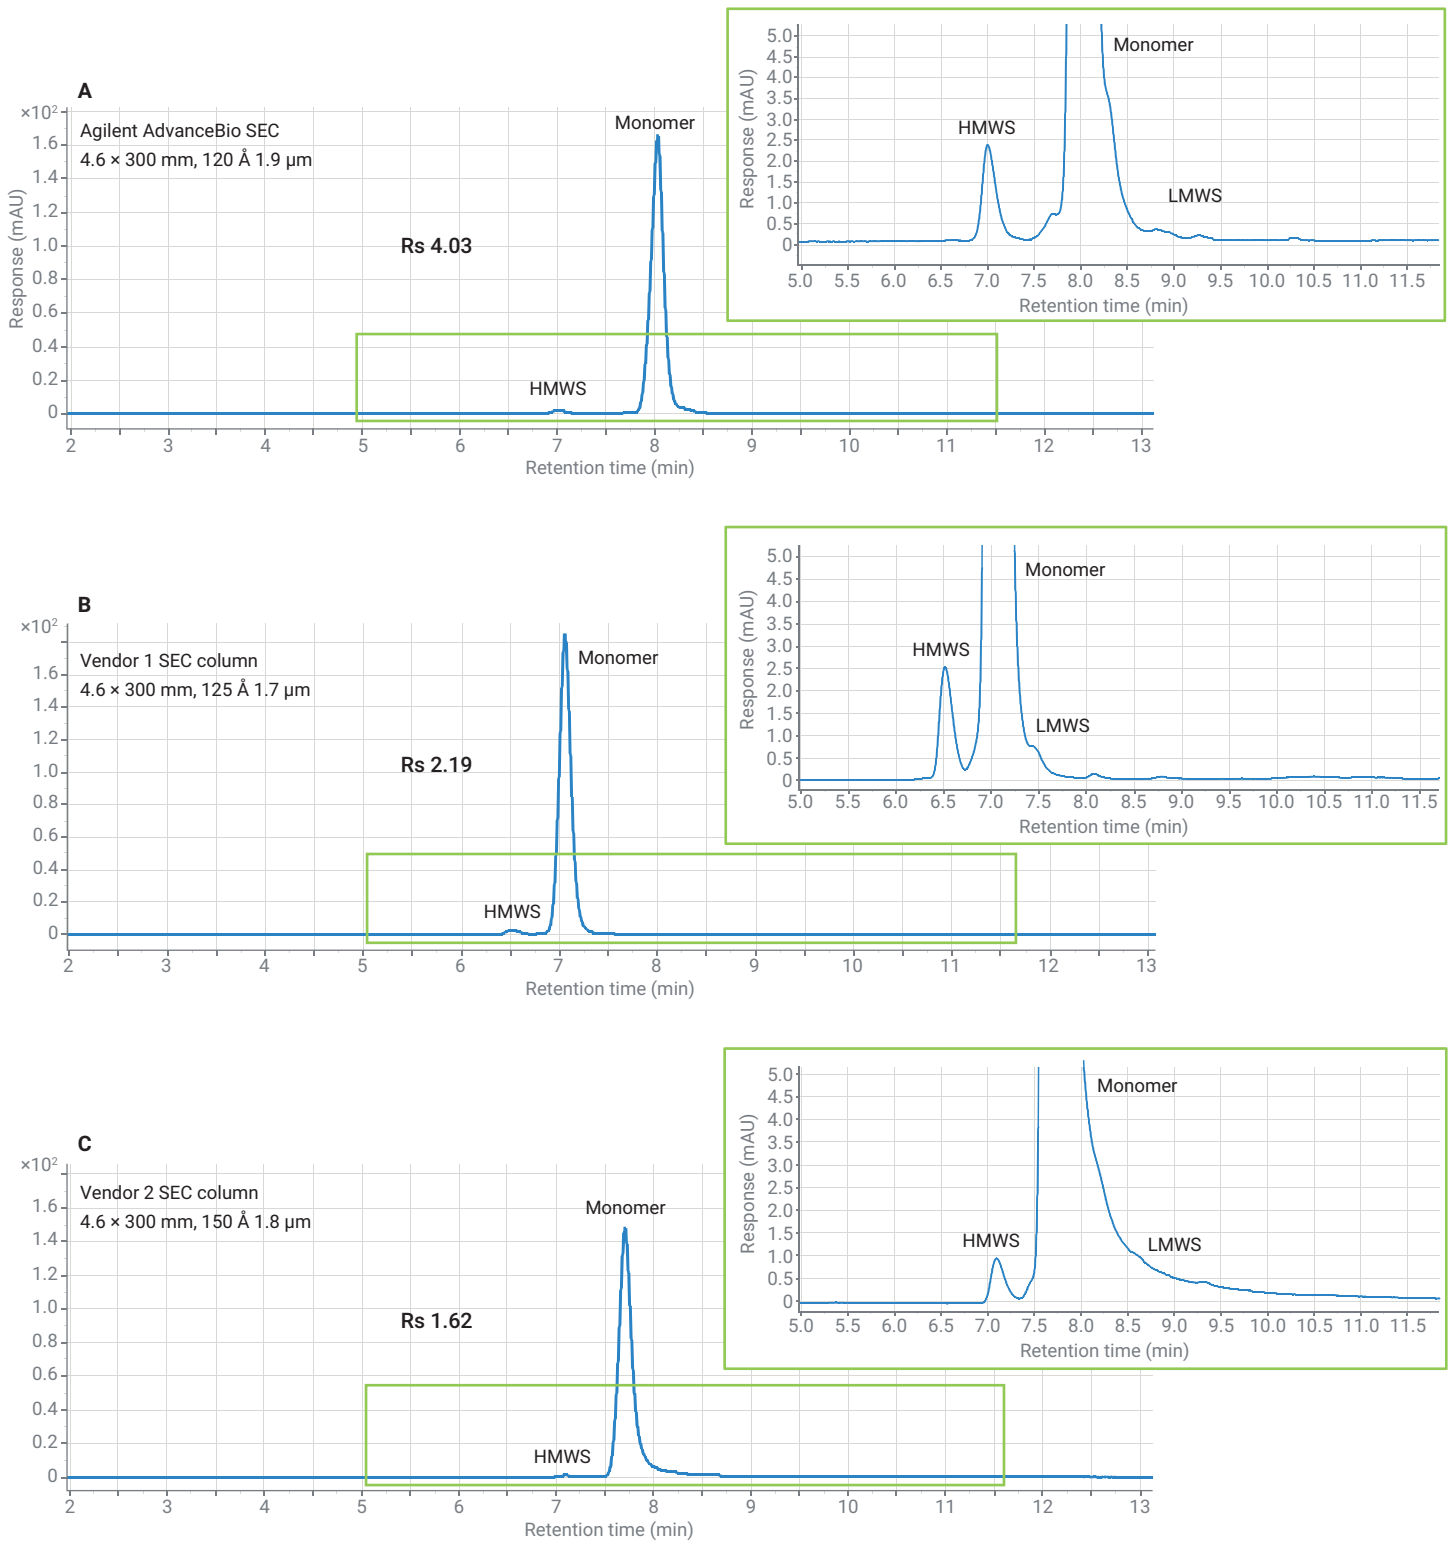 A
×10²
Agilent AdvanceBio SEC
4.6 × 300 mm, 120 Å 1.9 µm
Monomer
Rs 4.03
HMWS
Response (mAU)
1.6
1.4
1.2
1.0
0.8
0.6
0.4
0.2
0
2 3 4 5 6 7 8 9 10 11 12 13
Retention time (min)
Monomer
HMWS
LMWS
Response (mAU)
5.0
4.5
4.0
3.5
3.0
2.5
2.0
1.5
1.0
0.5
0
5.0 5.5 6.0 6.5 7.0 7.5 8.0 8.5 9.0 9.5 10.0 10.5 11.0 11.5
Retention time (min)
B
×10²
Vendor 1 SEC column
4.6 × 300 mm, 125 Å 1.7 µm
Monomer
Rs 2.19
HMWS
1.6
1.4
1.2
1.0
0.8
0.6
0.4
0.2
0
2 3 4 5 6 7 8 9 10 11 12 13
Retention time (min)
Monomer
HMWS
LMWS
Response (mAU)
5.0
4.5
4.0
3.5
3.0
2.5
2.0
1.5
1.0
0.5
0
5.0 5.5 6.0 6.5 7.0 7.5 8.0 8.5 9.0 9.5 10.0 10.5 11.0 11.5
Retention time (min)
C
×10²
Vendor 2 SEC column
4.6 × 300 mm, 150 Å 1.8 µm
Monomer
Rs 1.62
HMWS
1.6
1.4
1.2
1.0
0.8
0.6
0.4
0.2
0
2 3 4 5 6 7 8 9 10 11 12 13
Retention time (min)
Monomer
HMWS
LMWS
Response (mAU)
5.0
4.5
4.0
3.5
3.0
2.5
2.0
1.5
1.0
0.5
0
5.0 5.5 6.0 6.5 7.0 7.5 8.0 8.5 9.0 9.5 10.0 10.5 11.0 11.5
Retention time (min)